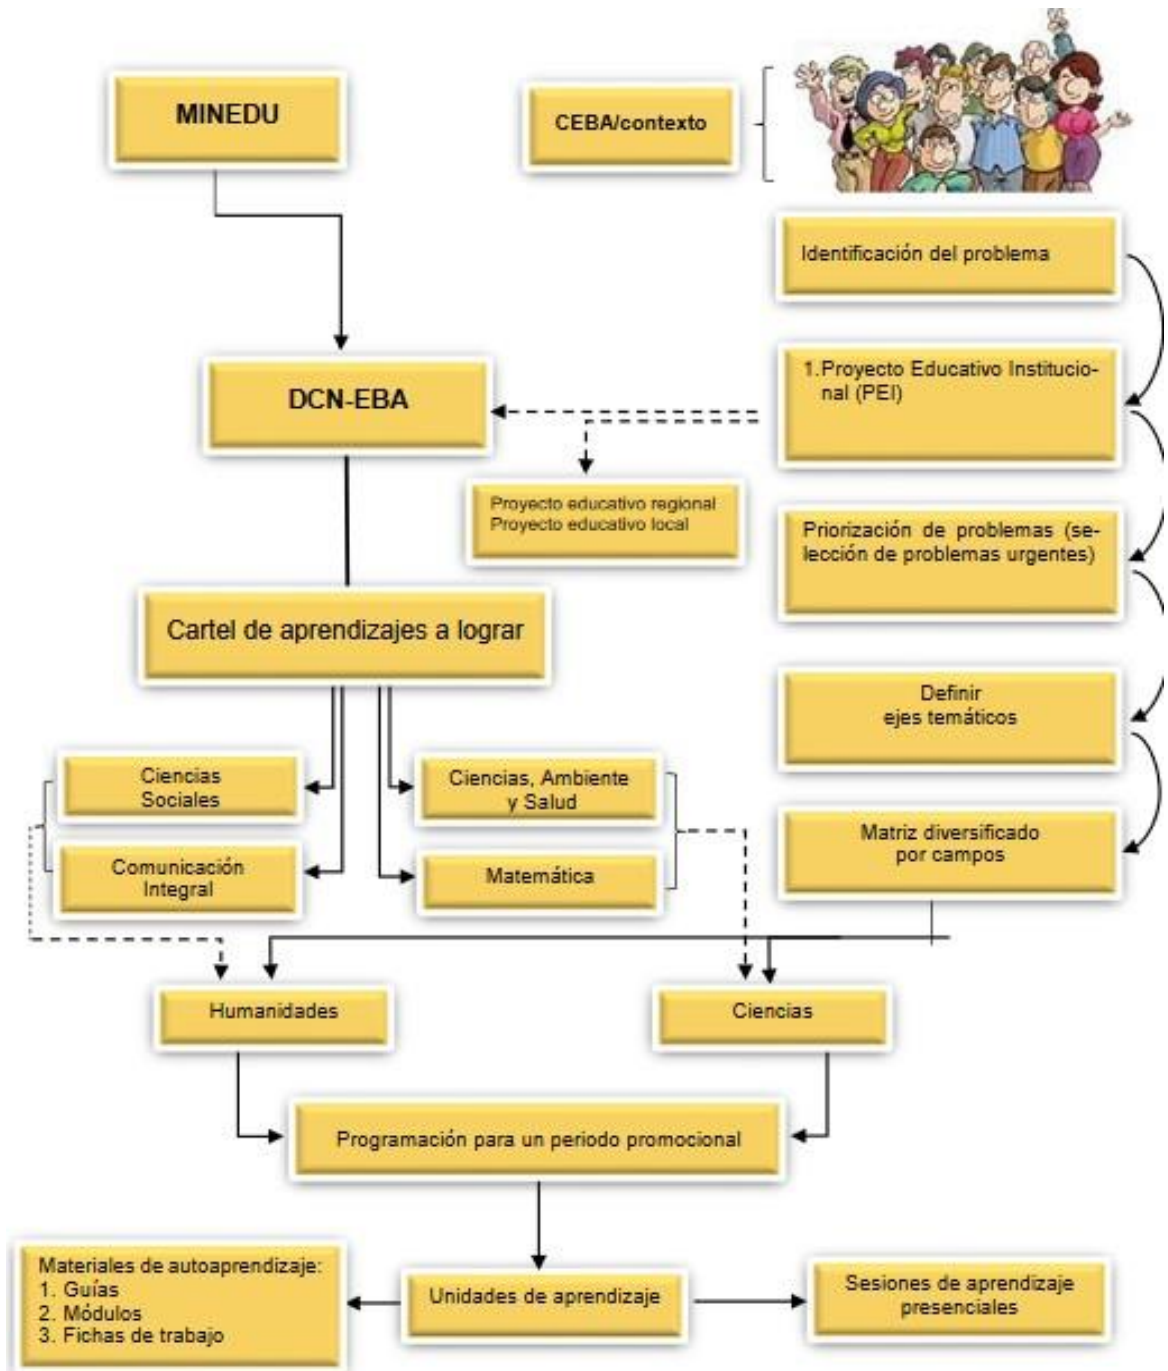 MINEDU
CEBA/contexto
Identificación del problema
1. Proyecto Educativo Institucio-
nal (PEI)
DCN-EBA
Proyecto educativo regional
Proyecto educativo local
Priorización de problemas (se-
lección de problemas urgentes)
Cartel de aprendizajes a lograr
Definir
ejes temáticos
Ciencias
Sociales
Ciencias, Ambiente
y Salud
Matriz diversificado
por campos
Comunicación
Integral
Matemática
Humanidades
Ciencias
Programación para un periodo promocional
Materiales de autoaprendizaje:
1. Guías
2. Módulos
3. Fichas de trabajo
Unidades de aprendizaje
Sesiones de aprendizaje
presenciales